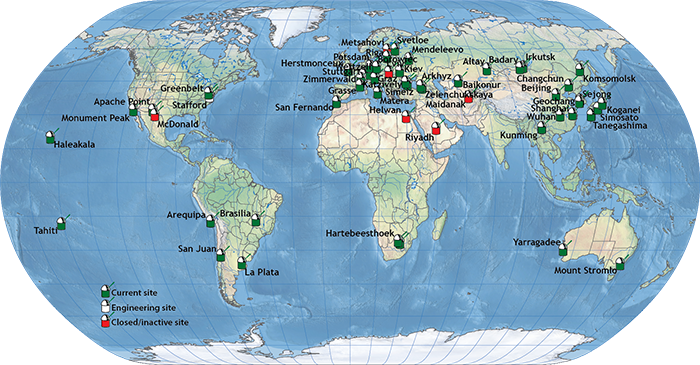 Metsahovi
Svetloe
Riga
Mendeleevo
Potsdam
Borowiec
Herstmonceux
Kiev
Altay
Badary
Irkutsk
Zimmerwald
Graz
Arkhyz
Changchun
Komsomolsk
Greenbelt
Katzively
Simeiz
Baikonur
Beijing
Grasse
Zelenchukskaya
Apache Point
Stafford
San Fernando
Matera
Maidanak
Geochang
Sejong
Monument Peak
McDonald
Helwan
Shanghai
Koganei
Wuhan
Simosato
Riyadh
Kunming
Tanegashima
Haleakala
Arequipa
Brasilia
Tahiti
Hartebeesthoek
Yarragadee
San Juan
La Plata
Mount Stromlo
Current site
Engineering site
Closed/inactive site